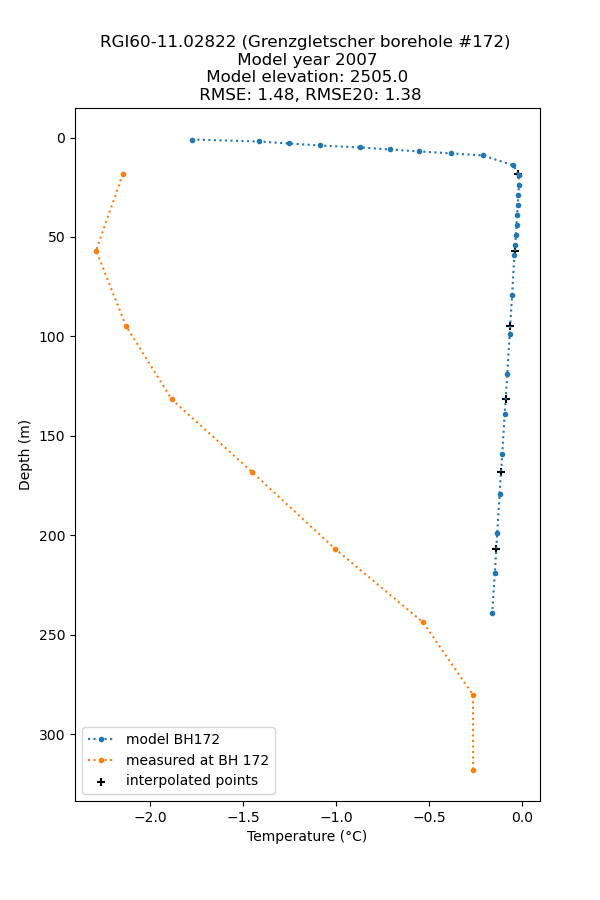 RGI60-11.02822 (Grenzgletscher borehole #172)
Model year 2007
Model elevation: 2505.0
RMSE: 1.48, RMSE20: 1.38
0
50
100
150
200
250
300
Depth (m)
model BH172
measured at BH 172
interpolated points
−2.0 −1.5 −1.0 −0.5 0.0
Temperature (°C)